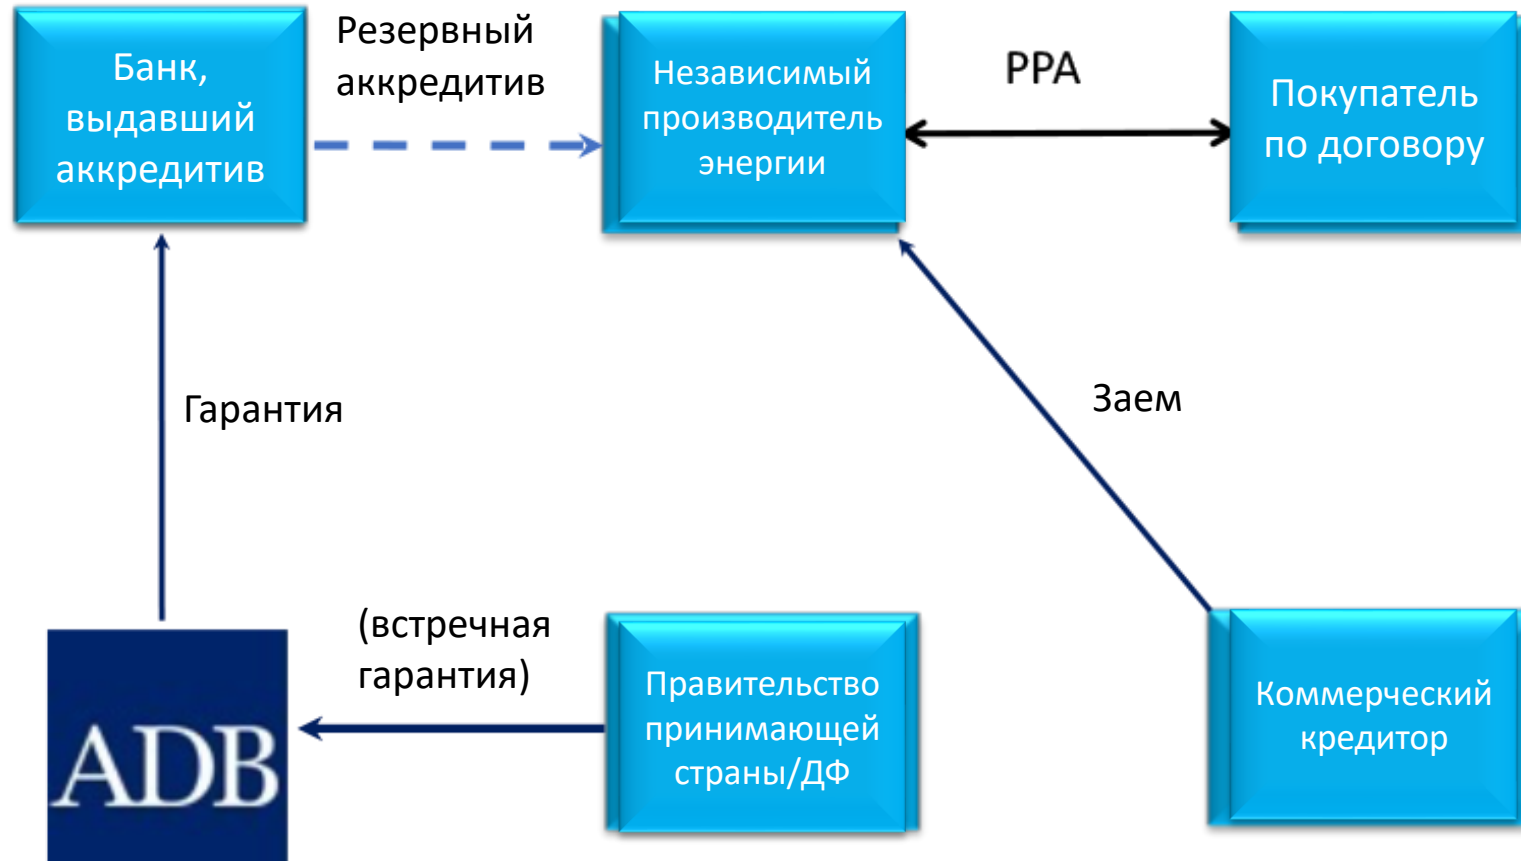 Банк,
выдавший
аккредитив
Резервный
аккредитив
Независимый
производитель
энергии
PPA
Покупатель
по договору
Гарантия
Заем
ADB
(встречная
гарантия)
Правительство
принимающей
страны/ДФ
Коммерческий
кредитор